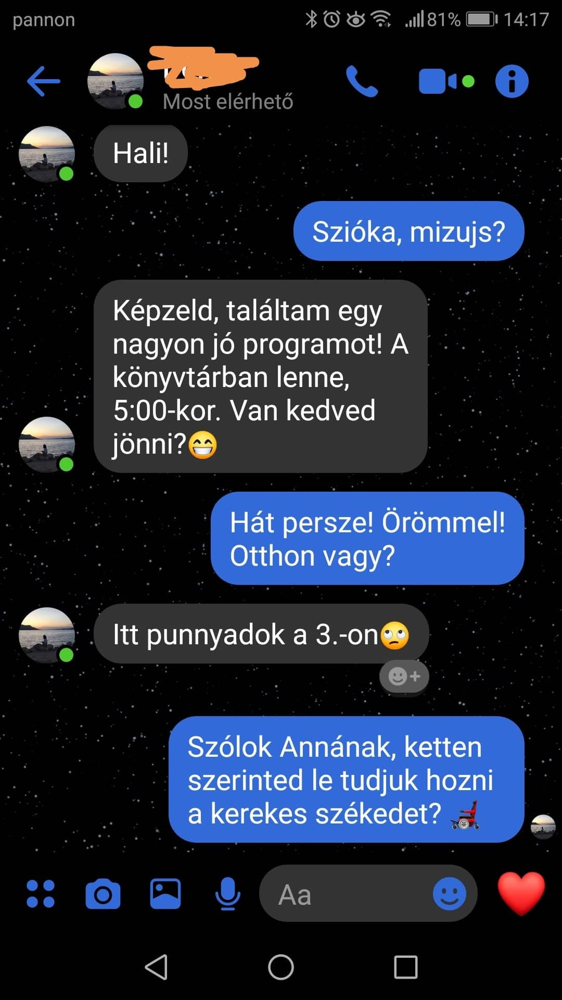 pannon
81%
14:17
Most elérhető
Hali!
Szióka, mizujs?
Képzeld, találtam egy
nagyon jó programot! A
könyvtárban lenne,
5:00-kor. Van kedved
jönni?😁
Hát persze! Örömmel!
Otthon vagy?
Itt punnyadok a 3.-on🙄
Szólok Annának, ketten
szerinted le tudjuk hozni
a kerekes székedet?
Aa